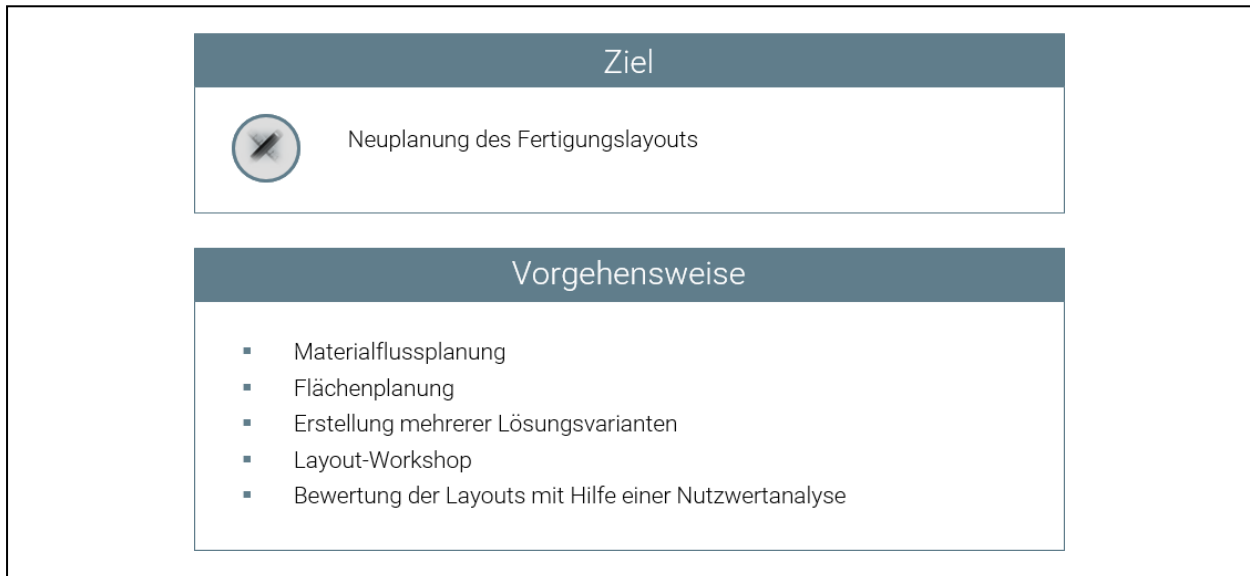 Ziel
Neuplanung des Fertigungslayouts
Vorgehensweise
Materialflussplanung
Flächenplanung
Erstellung mehrerer Lösungsvarianten
Layout-Workshop
Bewertung der Layouts mit Hilfe einer Nutzwertanalyse